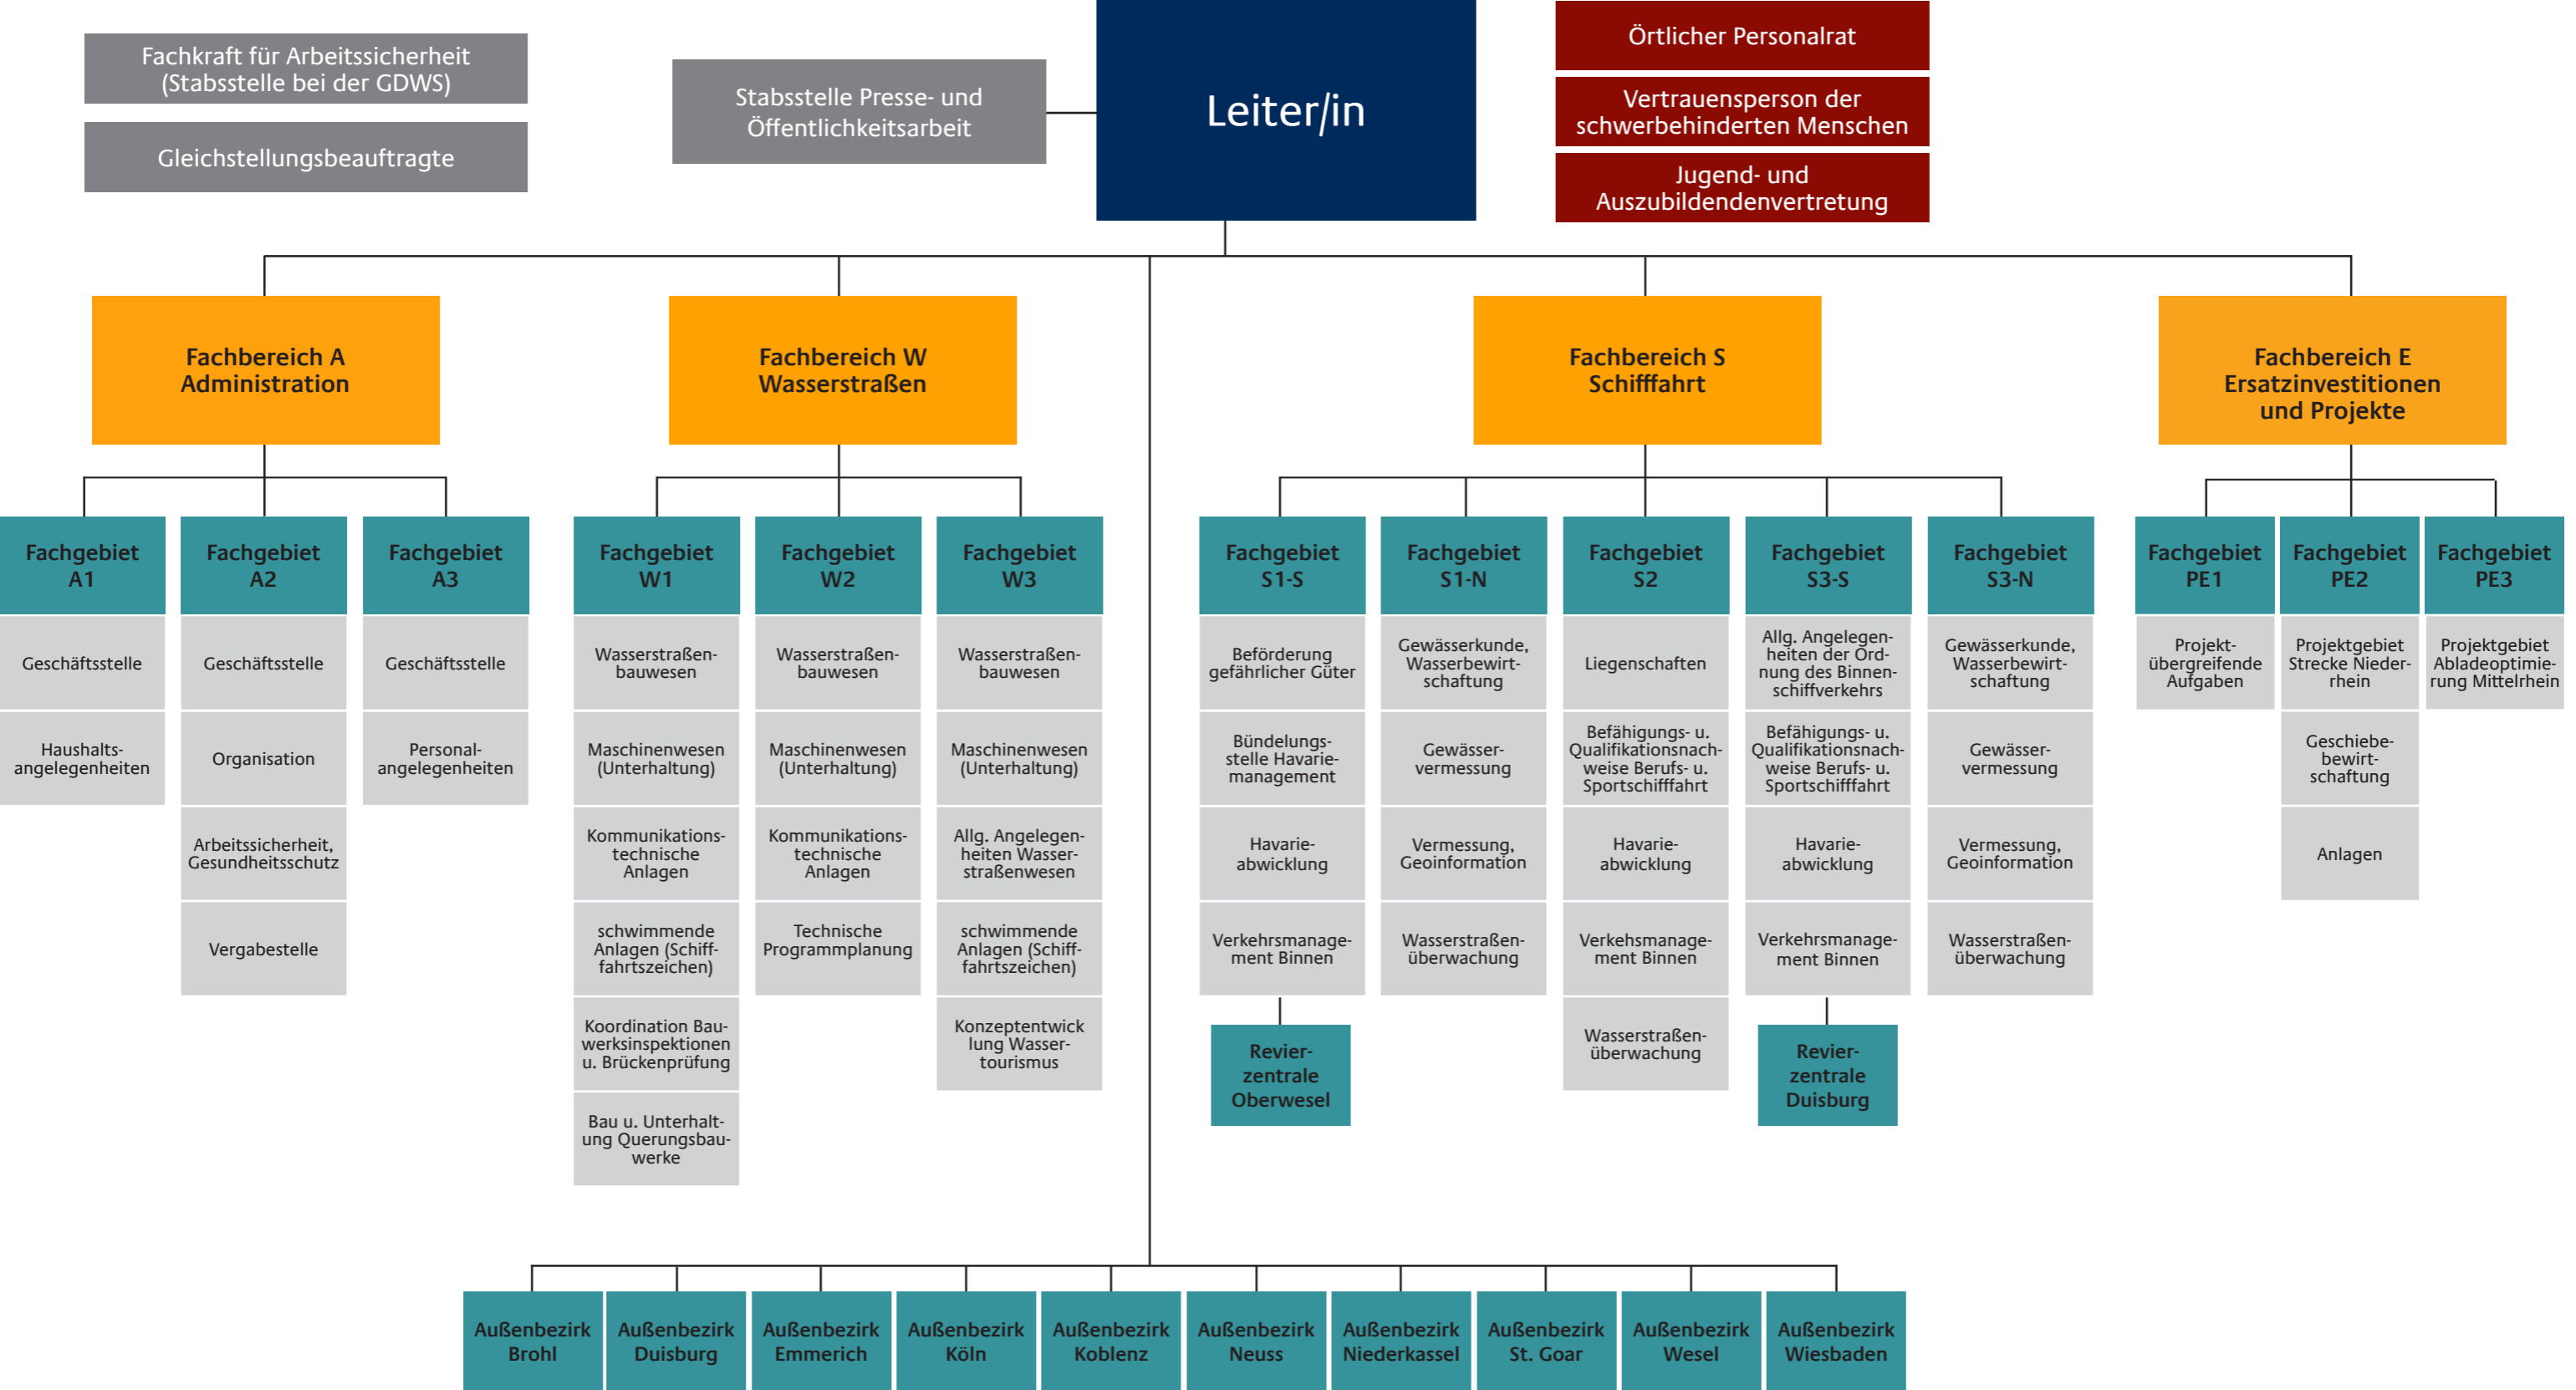 Fachkraft für Arbeitssicherheit
(Stabsstelle bei der GDWS)
Gleichstellungsbeauftragte
Stabsstelle Presse- und
Öffentlichkeitsarbeit
Leiter/in
Örtlicher Personalrat
Vertrauensperson der
schwerbehinderten Menschen
Jugend- und
Auszubildendenvertretung
Fachbereich A
Administration
Fachbereich W
Wasserstraßen
Fachbereich S
Schifffahrt
Fachbereich E
Ersatzinvestitionen
und Projekte
Fachgebiet
A1
Geschäftsstelle
Haushalts-
angelegenheiten
Fachgebiet
A2
Geschäftsstelle
Organisation
Arbeitssicherheit,
Gesundheitsschutz
Vergabestelle
Fachgebiet
A3
Geschäftsstelle
Personal-
angelegenheiten
Fachgebiet
W1
Wasserstraßen-
bauwesen
Maschinenwesen
(Unterhaltung)
Kommunikations-
technische
Anlagen
schwimmende
Anlagen (Schiff-
fahrtszeichen)
Koordination Bau-
werksinspektionen
u. Brückenprüfung
Bau u. Unterhalt-
ung Querungsbau-
werke
Fachgebiet
W2
Wasserstraßen-
bauwesen
Maschinenwesen
(Unterhaltung)
Kommunikations-
technische
Anlagen
Technische
Programmplanung
Fachgebiet
W3
Wasserstraßen-
bauwesen
Maschinenwesen
(Unterhaltung)
Allg. Angelegen-
heiten Wasser-
straßenwesen
schwimmende
Anlagen (Schiff-
fahrtszeichen)
Konzeptentwick
lung Wasser-
tourismus
Fachgebiet
S1-S
Beförderung
gefährlicher Güter
Bündelungs-
stelle Havarie-
management
Havarie-
abwicklung
Verkehrsmanage-
ment Binnen
Revier-
zentrale
Oberwesel
Fachgebiet
S1-N
Gewässerkunde,
Wasserbewirt-
schaftung
Gewässer-
vermessung
Vermessung,
Geoinformation
Wasserstraßen-
überwachung
Fachgebiet
S2
Liegenschaften
Befähigungs- u.
Qualifikationsnach-
weise Berufs- u.
Sportschifffahrt
Havarie-
abwicklung
Verkehsmanage-
ment Binnen
Wasserstraßen-
überwachung
Fachgebiet
S3-S
Allg. Angelegen-
heiten der Ord-
nung des Binnen-
schiffverkehrs
Befähigungs- u.
Qualifikationsnach-
weise Berufs- u.
Sportschifffahrt
Havarie-
abwicklung
Verkehrsmanage-
ment Binnen
Revier-
zentrale
Duisburg
Fachgebiet
S3-N
Gewässerkunde,
Wasserbewirt-
schaftung
Gewässer-
vermessung
Vermessung,
Geoinformation
Wasserstraßen-
überwachung
Fachgebiet
PE1
Projekt-
übergreifende
Aufgaben
Fachgebiet
PE2
Projektgebiet
Strecke Nieder-
rhein
Geschiebe-
bewirt-
schaftung
Anlagen
Fachgebiet
PE3
Projektgebiet
Abladeoptimie-
rung Mittelrhein
Außenbezirk
Brohl
Außenbezirk
Duisburg
Außenbezirk
Emmerich
Außenbezirk
Köln
Außenbezirk
Koblenz
Außenbezirk
Neuss
Außenbezirk
Niederkassel
Außenbezirk
St. Goar
Außenbezirk
Wesel
Außenbezirk
Wiesbaden